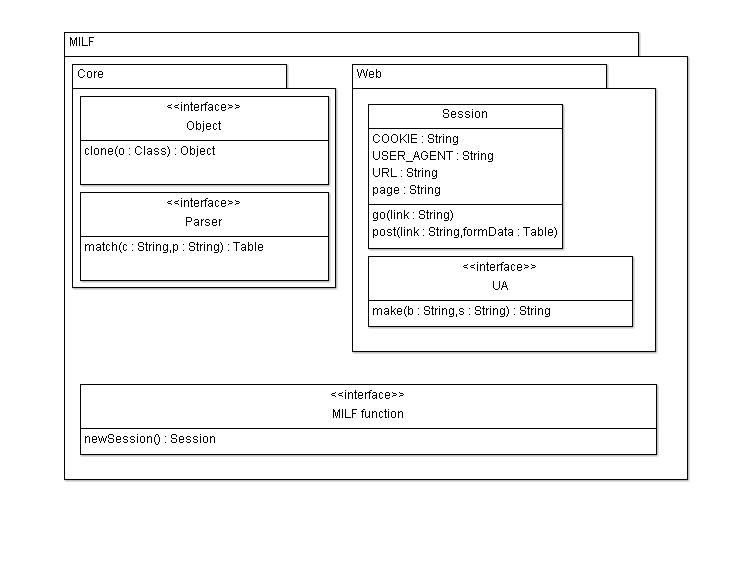 MILF
Core
<<interface>>
Object
clone(o : Class) : Object
<<interface>>
Parser
match(c : String,p : String) : Table
Web
Session
COOKIE : String
USER_AGENT : String
URL : String
page : String
go(link : String)
post(link : String,formData : Table)
<<interface>>
UA
make(b : String,s : String) : String
<<interface>>
MILF function
newSession() : Session